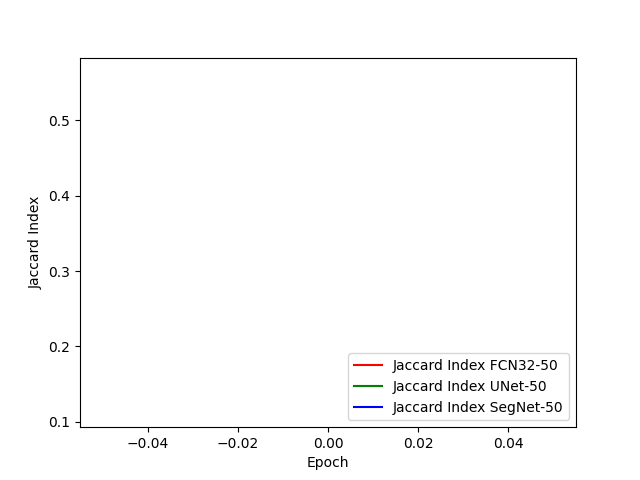 0.5
0.4
0.3
0.2
0.1
Jaccard Index
Jaccard Index FCN32-50
Jaccard Index UNet-50
Jaccard Index SegNet-50
−0.04 −0.02 0.00 0.02 0.04
Epoch